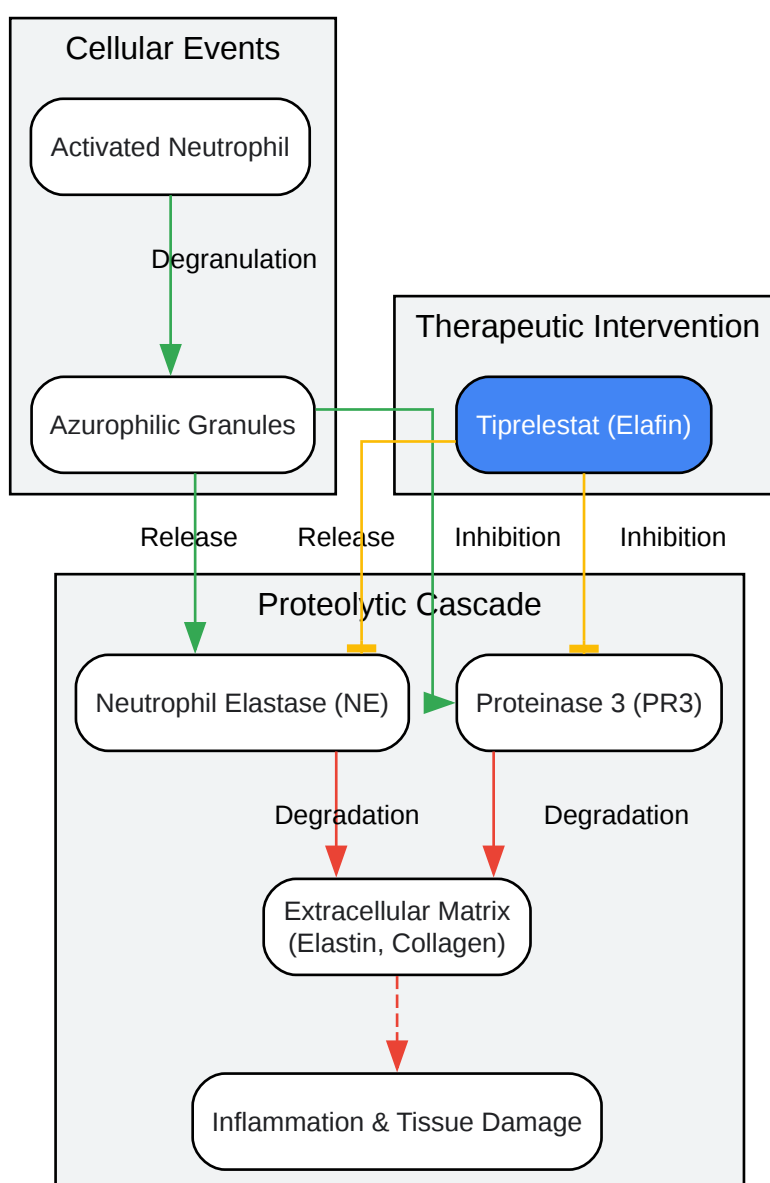 Cellular Events
Activated Neutrophil
Degranulation
Therapeutic Intervention
Azurophilic Granules
Tiprelestat (Elafin)
Release
Release
Inhibition
Inhibition
Proteolytic Cascade
Neutrophil Elastase (NE)
Proteinase 3 (PR3)
Degradation
Degradation
Extracellular Matrix
(Elastin, Collagen)
Inflammation & Tissue Damage